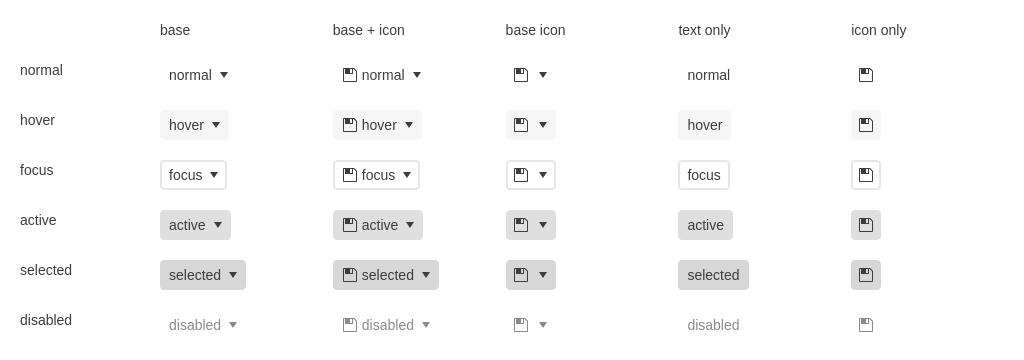 base base + icon base icon text only icon only
normal normal normal normal
hover hover hover hover
focus focus focus focus
active active active active
selected selected selected selected
disabled disabled disabled disabled